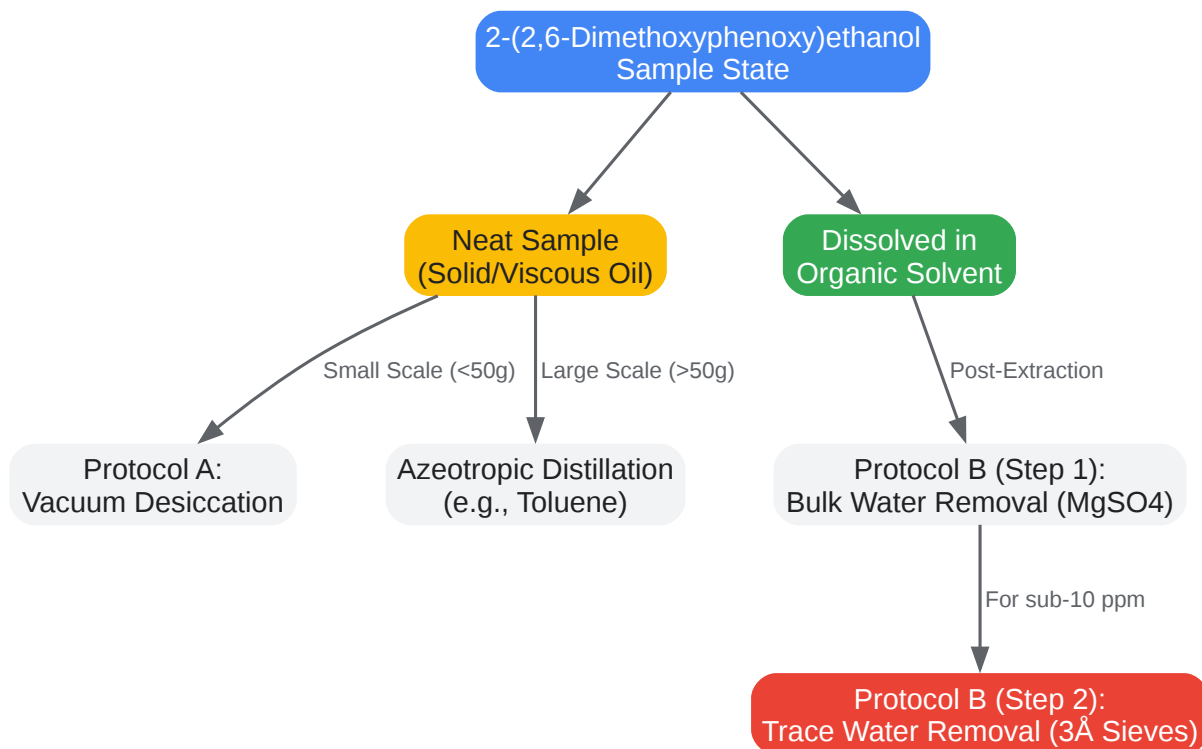 2-(2,6-Dimethoxyphenoxy)ethanol
Sample State
Neat Sample
(Solid/Viscous Oil)
Dissolved in
Organic Solvent
Small Scale (<50g)
Large Scale (>50g)
Post-Extraction
Protocol A:
Vacuum Desiccation
Azeotropic Distillation
(e.g., Toluene)
Protocol B (Step 1):
Bulk Water Removal (MgSO4)
For sub-10 ppm
Protocol B (Step 2):
Trace Water Removal (3Å Sieves)